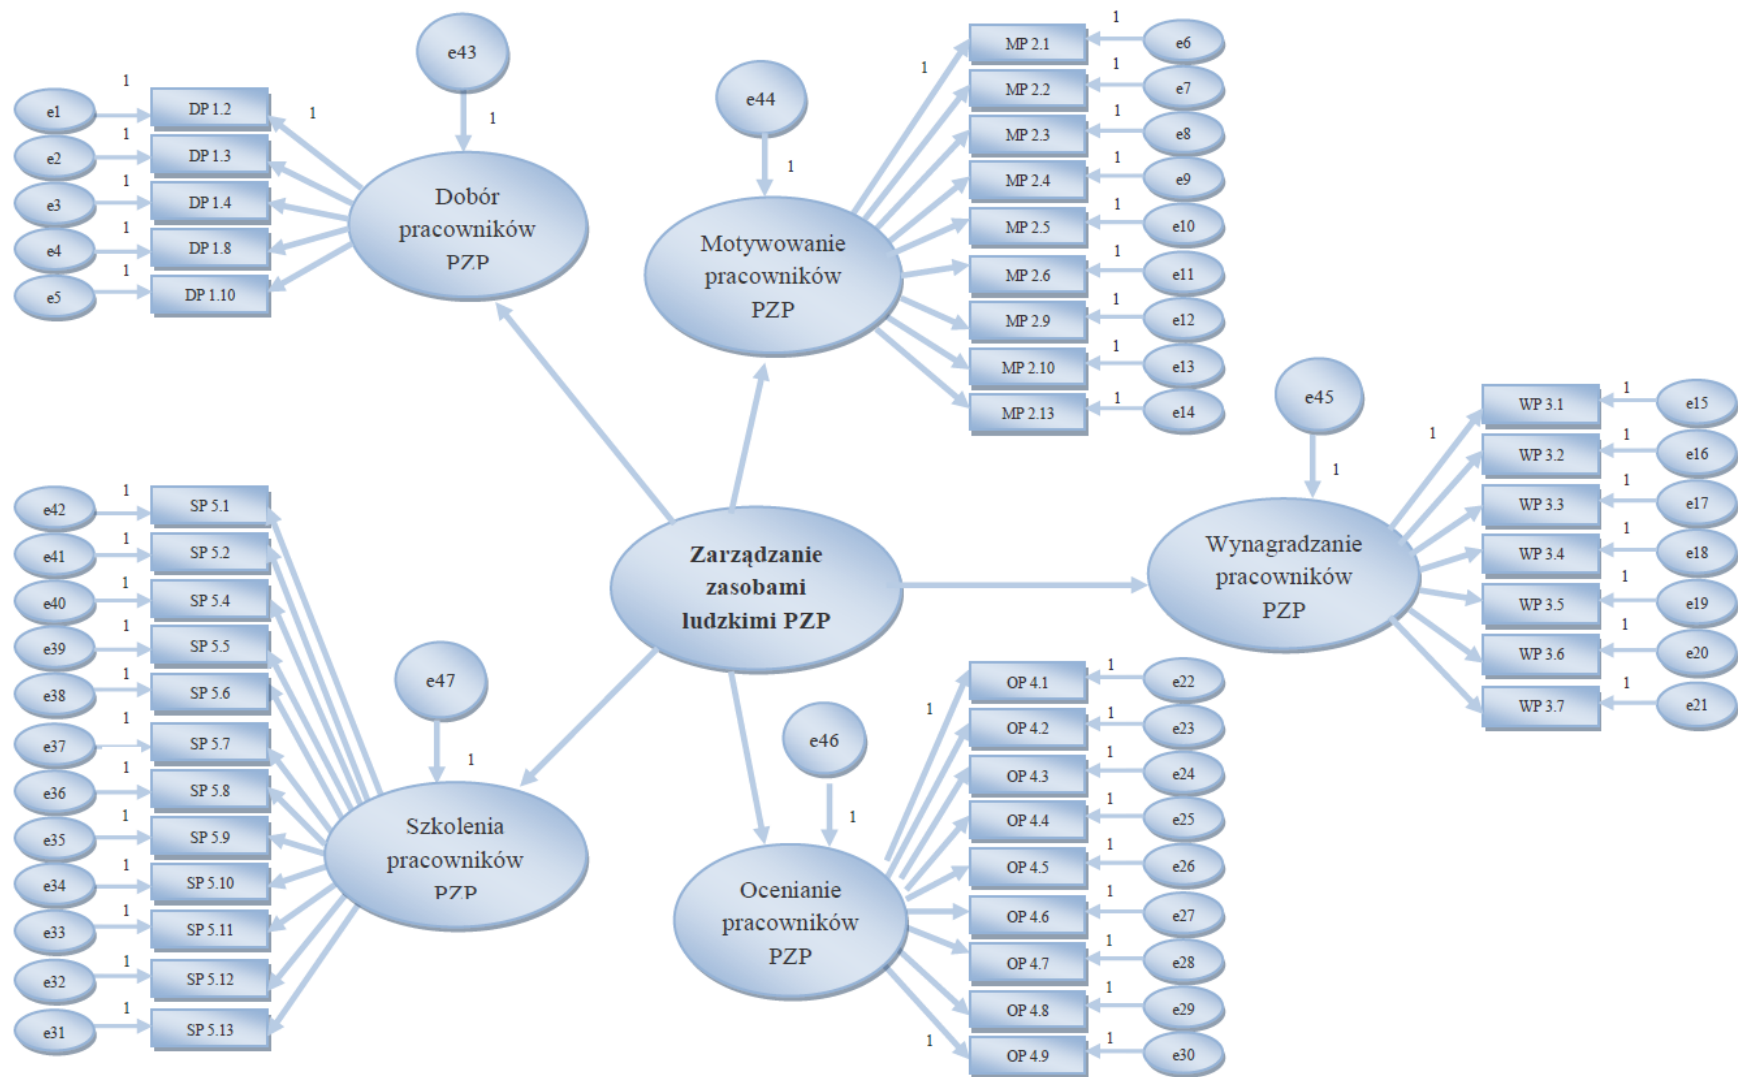 e43
1
e1
1
DP 1.2
1
e2
1
DP 1.3
e3
1
DP 1.4
e4
1
DP 1.8
e5
1
DP 1.10
Dobór
pracowników
PZP
e44
1
Motywowanie
pracowników
PZP
1
MP 2.1
1
e6
MP 2.2
1
e7
MP 2.3
1
e8
MP 2.4
1
e9
MP 2.5
1
e10
MP 2.6
1
e11
MP 2.9
1
e12
MP 2.10
1
e13
MP 2.13
1
e14
e45
1
Wynagradzanie
pracowników
PZP
1
WP 3.1
1
e15
WP 3.2
1
e16
WP 3.3
1
e17
WP 3.4
1
e18
WP 3.5
1
e19
WP 3.6
1
e20
WP 3.7
1
e21
Zarządzanie
zasobami
ludzkimi PZP
e42
1
SP 5.1
e41
1
SP 5.2
e40
1
SP 5.4
e39
1
SP 5.5
e38
1
SP 5.6
e37
1
SP 5.7
e36
1
SP 5.8
e35
1
SP 5.9
e34
1
SP 5.10
e33
1
SP 5.11
e32
1
SP 5.12
e31
1
SP 5.13
e47
1
Szkolenia
pracowników
PZP
e46
1
Ocenianie
pracowników
PZP
1
OP 4.1
1
e22
OP 4.2
1
e23
OP 4.3
1
e24
OP 4.4
1
e25
OP 4.5
1
e26
OP 4.6
1
e27
OP 4.7
1
e28
OP 4.8
1
e29
1
OP 4.9
1
e30